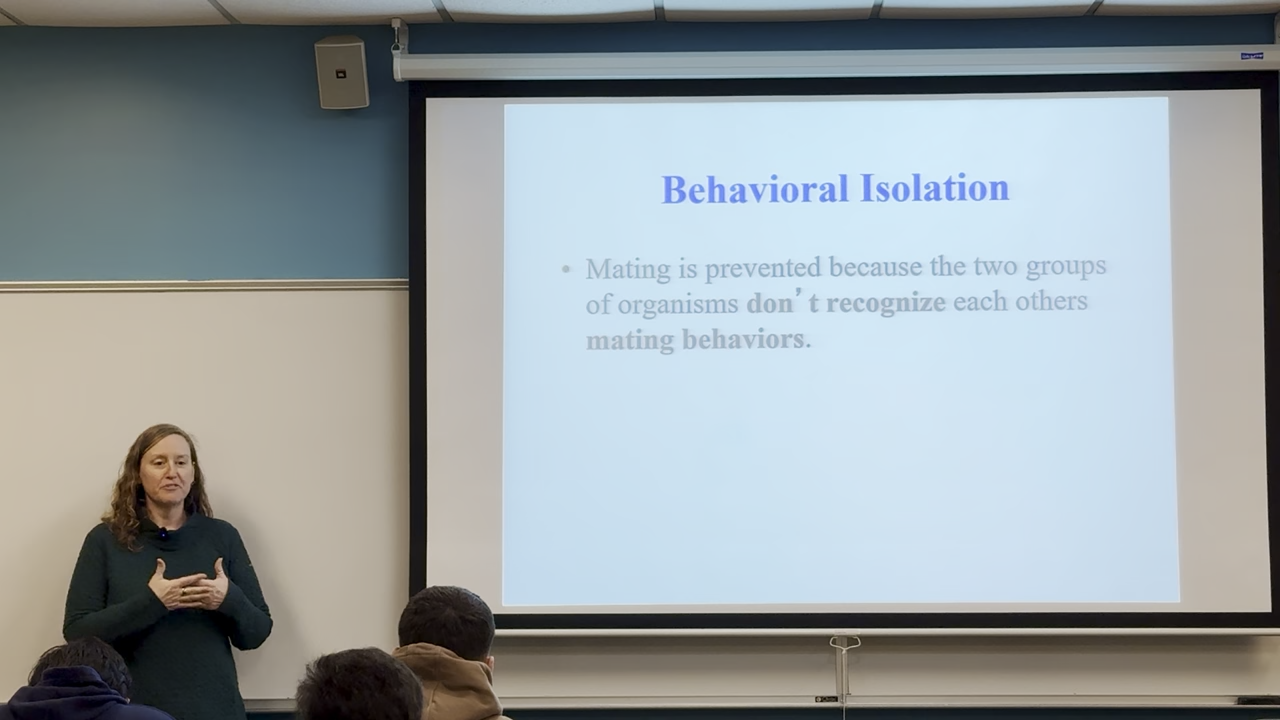 Behavioral Isolation
• Mating is prevented because the two groups
of organisms don’t recognize each others
mating behaviors.